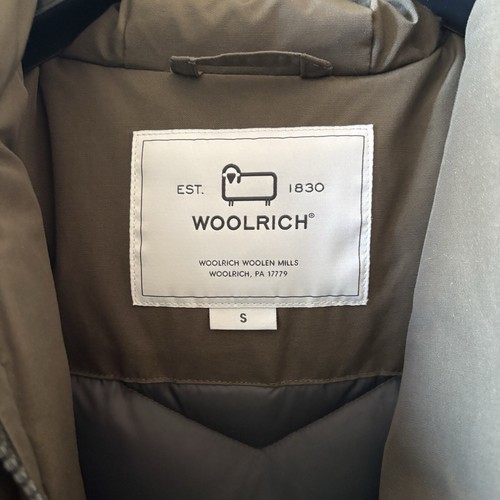 EST. 1830
WOOLRICH®
WOOLRICH WOOLEN MILLS
WOOLRICH, PA 17779
S